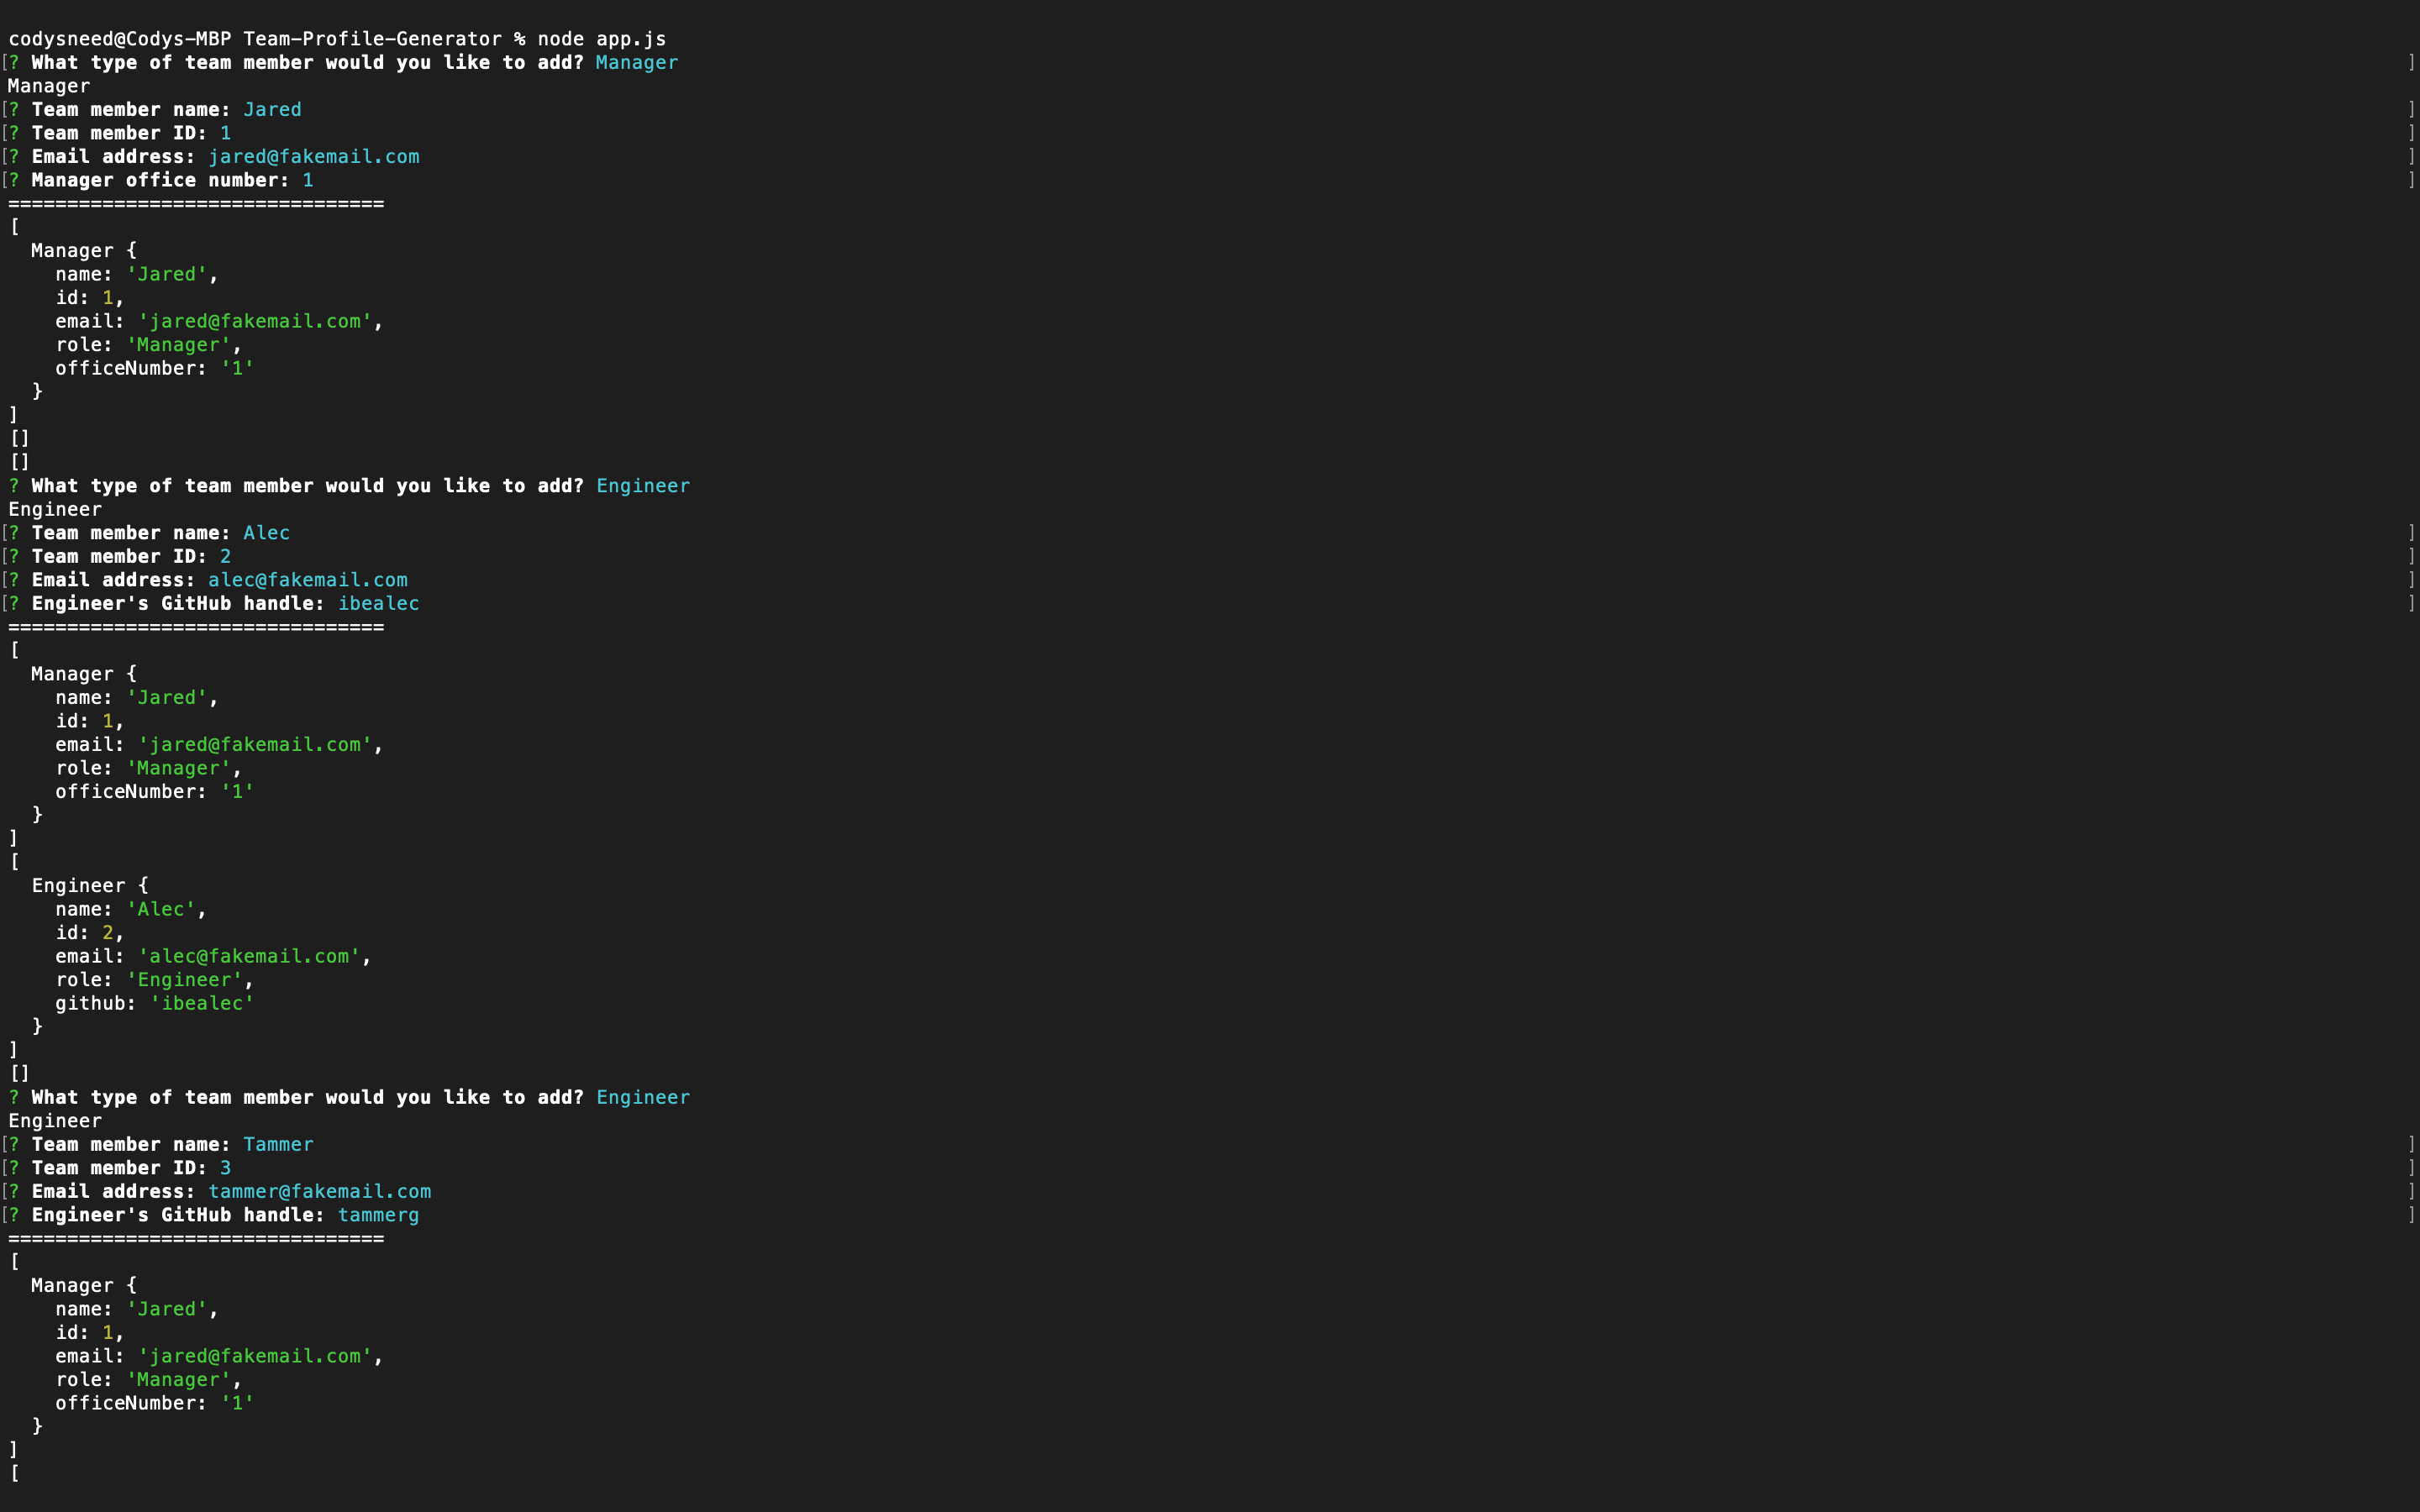 codysneed@Codys-MBP Team-Profile-Generator % node app.js
[? What type of team member would you like to add? Manager ]
Manager
[? Team member name: Jared ]
[? Team member ID: 1 ]
[? Email address: jared@fakemail.com ]
[? Manager office number: 1 ]
================================
[
  Manager {
    name: 'Jared',
    id: 1,
    email: 'jared@fakemail.com',
    role: 'Manager',
    officeNumber: '1'
  }
]
[]
[]
? What type of team member would you like to add? Engineer
Engineer
[? Team member name: Alec ]
[? Team member ID: 2 ]
[? Email address: alec@fakemail.com ]
[? Engineer's GitHub handle: ibealec ]
================================
[
  Manager {
    name: 'Jared',
    id: 1,
    email: 'jared@fakemail.com',
    role: 'Manager',
    officeNumber: '1'
  }
]
[
  Engineer {
    name: 'Alec',
    id: 2,
    email: 'alec@fakemail.com',
    role: 'Engineer',
    github: 'ibealec'
  }
]
[]
? What type of team member would you like to add? Engineer
Engineer
[? Team member name: Tammer ]
[? Team member ID: 3 ]
[? Email address: tammer@fakemail.com ]
[? Engineer's GitHub handle: tammerg ]
================================
[
  Manager {
    name: 'Jared',
    id: 1,
    email: 'jared@fakemail.com',
    role: 'Manager',
    officeNumber: '1'
  }
]
[